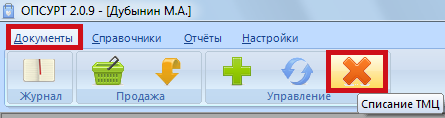 ОПСУРТ 2.0.9 - [Дубынин М.А.]
Документы Справочники Отчёты Настройки
Журнал Продажа Управление
Списание ТМЦ